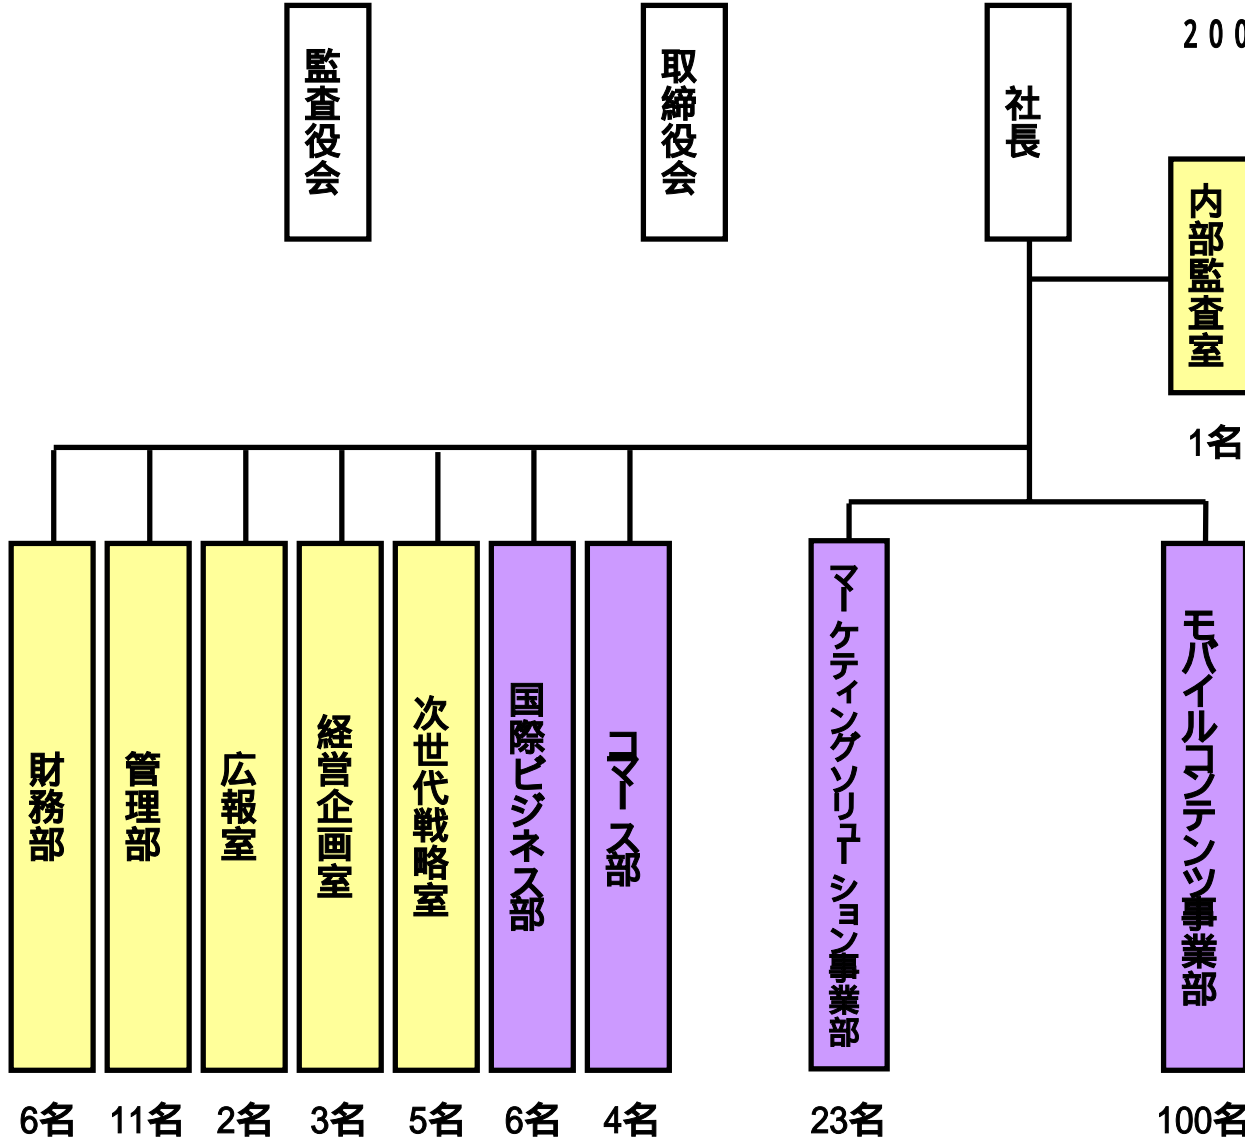 監査役会
取締役会
社長
200
内部監査室
1名
財務部
管理部
広報室
経営企画室
次世代戦略室
国際ビジネス部
コマース部
マーケティングソリューション事業部
モバイルコンテンツ事業部
6名
11名
2名
3名
5名
6名
4名
23名
100名